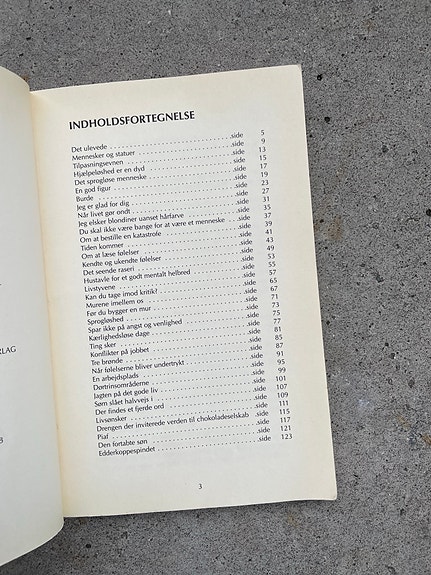 RLAG
8
INDHOLDSFORTEGNELSE
Det ulevede . . . . . . . . . . . . . . . . . . . . .side 5
Mennesker og statuer . . . . . . . . . . . . . . . . . . . . .side 9
Tilpasningsevnen . . . . . . . . . . . . . . . . . . . . .side 13
Hjælpeløshed er en dyd . . . . . . . . . . . . . . . . . . . . .side 15
Det sprogløse menneske . . . . . . . . . . . . . . . . . . . . .side 17
En god figur . . . . . . . . . . . . . . . . . . . . .side 19
Burde . . . . . . . . . . . . . . . . . . . . .side 23
Jeg er glad for dig . . . . . . . . . . . . . . . . . . . . .side 27
Når livet gør ondt . . . . . . . . . . . . . . . . . . . . .side 31
Jeg elsker blondiner uanset hårfarve . . . . . . . . . . . . .side 35
Du skal ikke være bange for at være et menneske . . .side 37
Om at bestille en katastrofe . . . . . . . . . . . . . . . . .side 39
Tiden kommer . . . . . . . . . . . . . . . . . . . . .side 41
Om at læse følelser . . . . . . . . . . . . . . . . . . . . .side 43
Kendte og ukendte følelser . . . . . . . . . . . . . . . . .side 49
Det seende raseri . . . . . . . . . . . . . . . . . . . . .side 53
Hustavle for et godt mentalt helbred . . . . . . . . . . . . .side 55
Livstyvene . . . . . . . . . . . . . . . . . . . . .side 57
Kan du tage imod kritik? . . . . . . . . . . . . . . . . . . .side 65
Murene imellem os . . . . . . . . . . . . . . . . . . . . .side 67
Før du bygger en mur . . . . . . . . . . . . . . . . . . . . .side 71
Sprogløshed . . . . . . . . . . . . . . . . . . . . .side 73
Spar ikke på angst og venlighed . . . . . . . . . . . . . . .side 75
Kærlighedsløse dage . . . . . . . . . . . . . . . . . . . . .side 77
Ting sker . . . . . . . . . . . . . . . . . . . . .side 81
Konflikter på jobbet . . . . . . . . . . . . . . . . . . . . .side 85
Tre brønde . . . . . . . . . . . . . . . . . . . . .side 87
Når følelserne bliver undertrykt . . . . . . . . . . . . . . .side 91
En arbejdsplads . . . . . . . . . . . . . . . . . . . . .side 95
Dørtrinsområderne . . . . . . . . . . . . . . . . . . . . .side 99
Jagten på det gode liv . . . . . . . . . . . . . . . . . . . . .side 101
Søm slået halvvejs i . . . . . . . . . . . . . . . . . . . . .side 107
Der findes et fjerde ord . . . . . . . . . . . . . . . . . . . .side 109
Livsønsker . . . . . . . . . . . . . . . . . . . . .side 111
Drengen der inviterede verden til chokoladeselskab .side 115
Piaf . . . . . . . . . . . . . . . . . . . . .side 117
Den fortabte søn . . . . . . . . . . . . . . . . . . . . .side 121
Edderkoppespindet . . . . . . . . . . . . . . . . . . . . .side 123
3